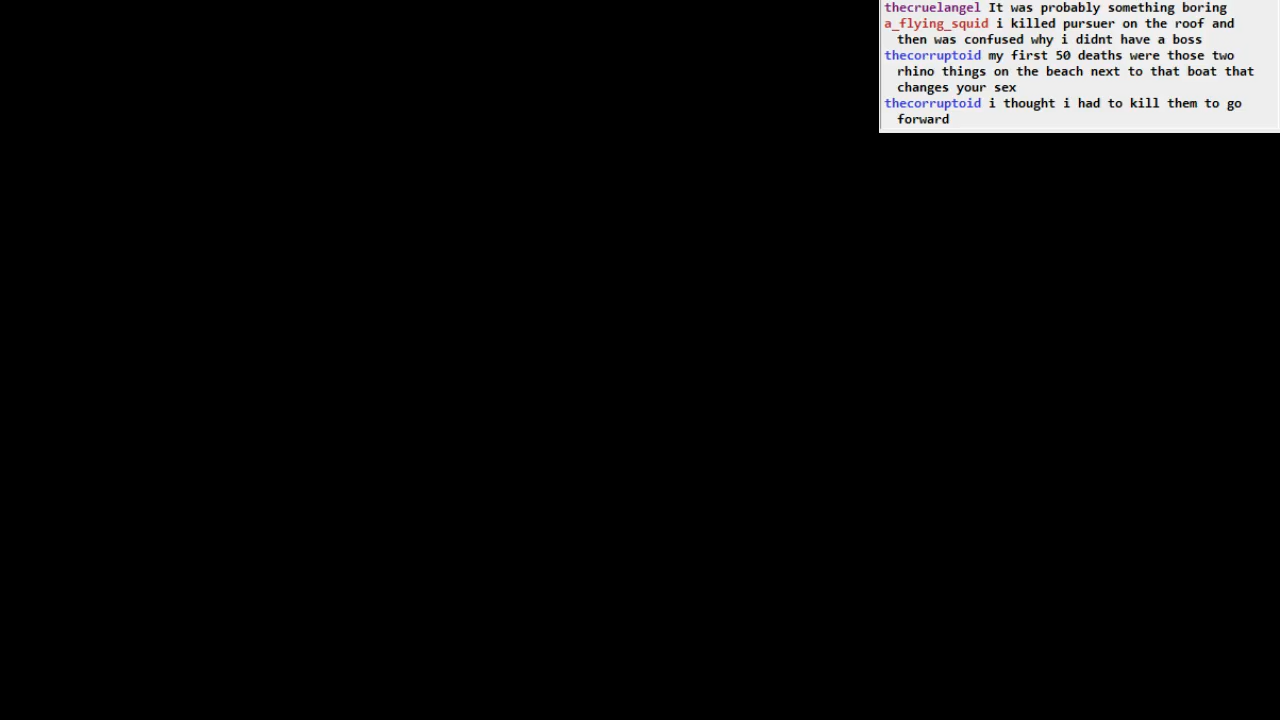 thecruelangel It was probably something boring
a_flying_squid i killed pursuer on the roof and
then was confused why i didnt have a boss
thecorruptoid my first 50 deaths were those two
rhino things on the beach next to that boat that
changes your sex
thecorruptoid i thought i had to kill them to go
forward